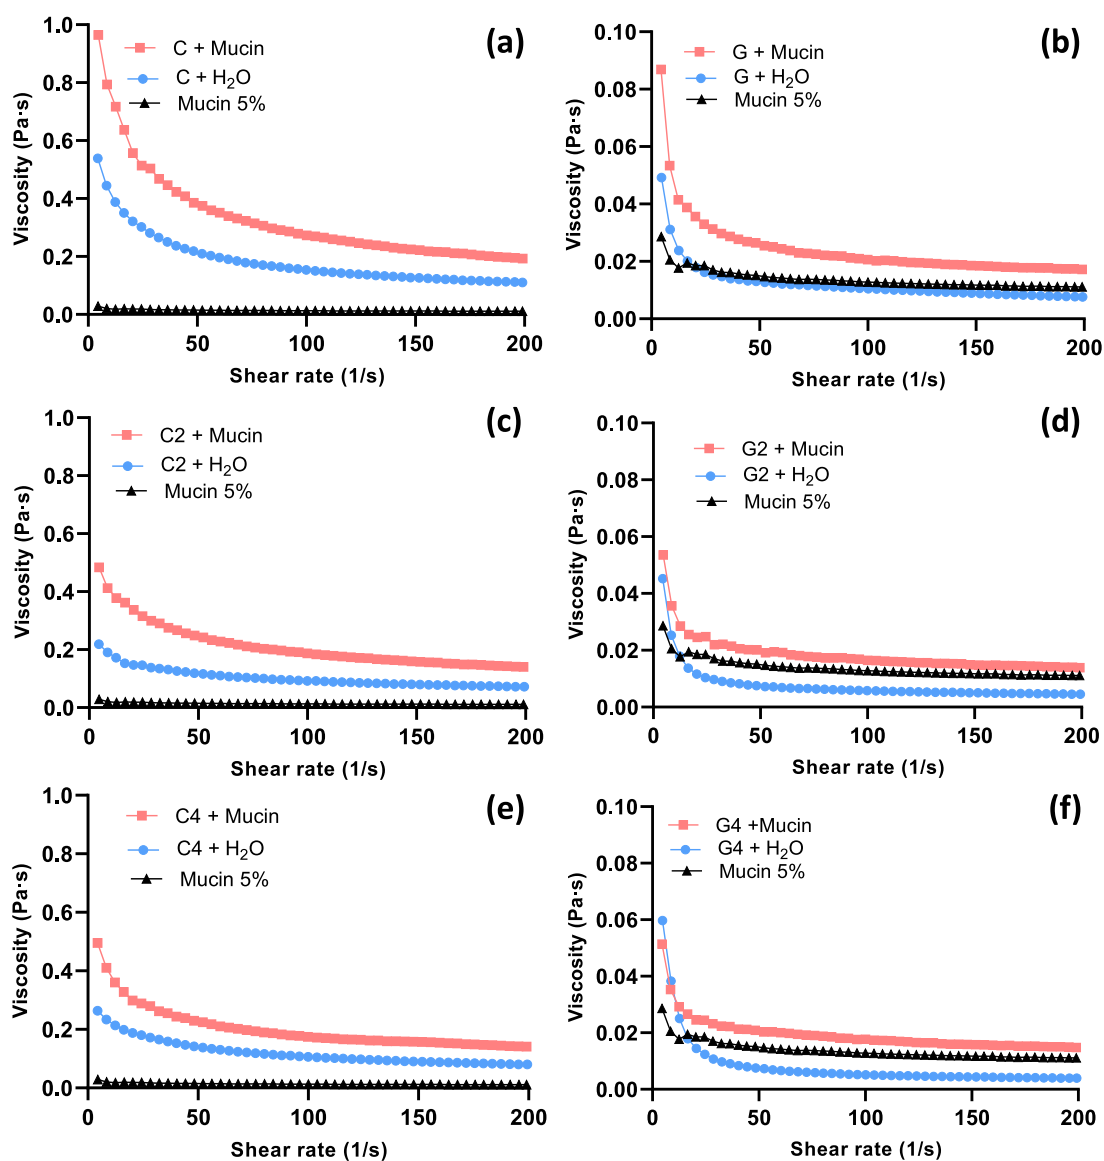 (a)
C + Mucin
C + H₂O
Mucin 5%
Viscosity (Pa·s)
1.0
0.8
0.6
0.4
0.2
0.0
0 50 100 150 200
Shear rate (1/s)
(b)
G + Mucin
G + H₂O
Mucin 5%
Viscosity (Pa·s)
0.10
0.08
0.06
0.04
0.02
0.00
0 50 100 150 200
Shear rate (1/s)
(c)
C2 + Mucin
C2 + H₂O
Mucin 5%
Viscosity (Pa·s)
1.0
0.8
0.6
0.4
0.2
0.0
0 50 100 150 200
Shear rate (1/s)
(d)
G2 + Mucin
G2 + H₂O
Mucin 5%
Viscosity (Pa·s)
0.10
0.08
0.06
0.04
0.02
0.00
0 50 100 150 200
Shear rate (1/s)
(e)
C4 + Mucin
C4 + H₂O
Mucin 5%
Viscosity (Pa·s)
1.0
0.8
0.6
0.4
0.2
0.0
0 50 100 150 200
Shear rate (1/s)
(f)
G4 +Mucin
G4 + H₂O
Mucin 5%
Viscosity (Pa·s)
0.10
0.08
0.06
0.04
0.02
0.00
0 50 100 150 200
Shear rate (1/s)